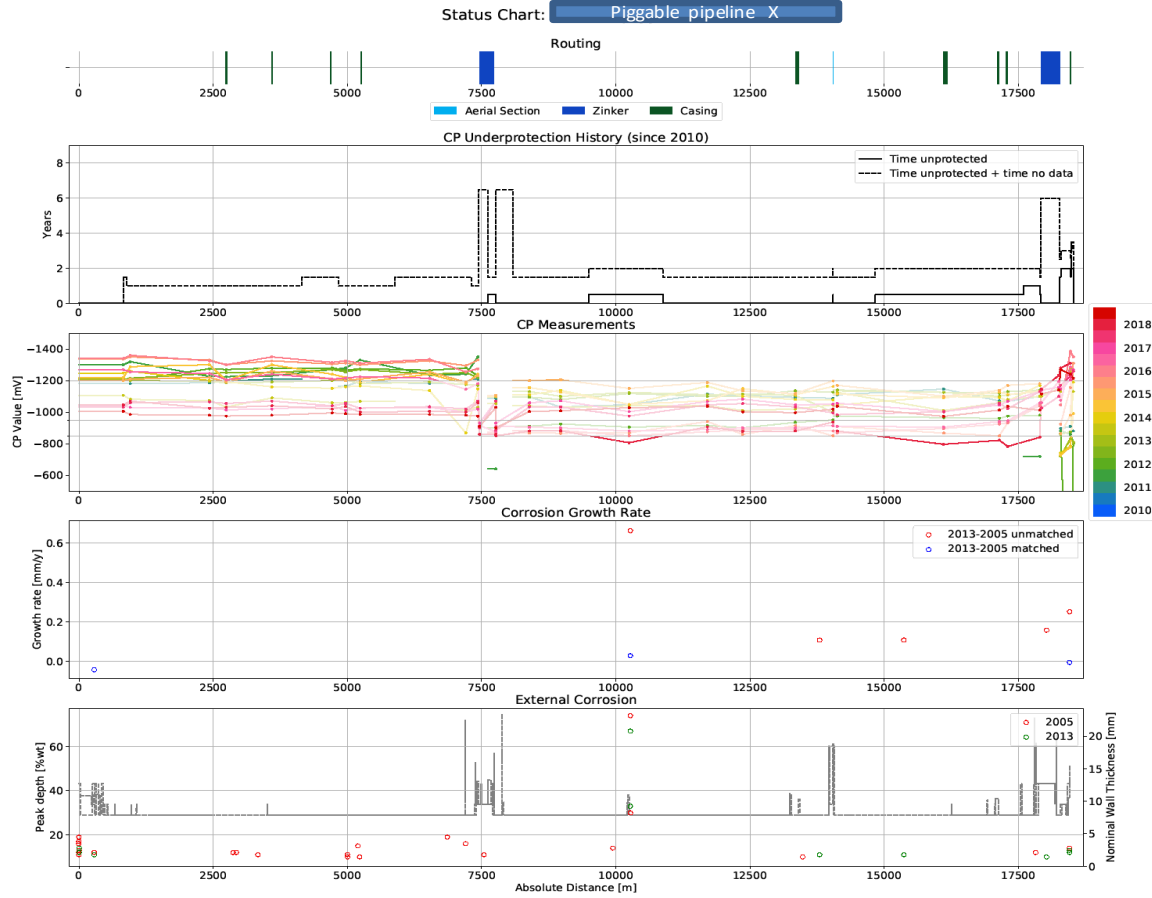 Status Chart: Piggable pipeline X
Routing
0 2500 5000 7500 10000 12500 15000 17500
Aerial Section Zinker Casing
CP Underprotection History (since 2010)
Years
8
6
4
2
0
Time unprotected
Time unprotected + time no data
0 2500 5000 7500 10000 12500 15000 17500
CP Measurements
CP Value [mV]
−1400
−1200
−1000
−800
−600
0 2500 5000 7500 10000 12500 15000 17500
2018
2017
2016
2015
2014
2013
2012
2011
2010
Corrosion Growth Rate
Growth rate [mm/y]
0.6
0.4
0.2
0.0
2013-2005 unmatched
2013-2005 matched
0 2500 5000 7500 10000 12500 15000 17500
External Corrosion
Peak depth [%wt]
60
40
20
2005
2013
20
15
10
5
0
Nominal Wall Thickness [mm]
0 2500 5000 7500 10000 12500 15000 17500
Absolute Distance [m]